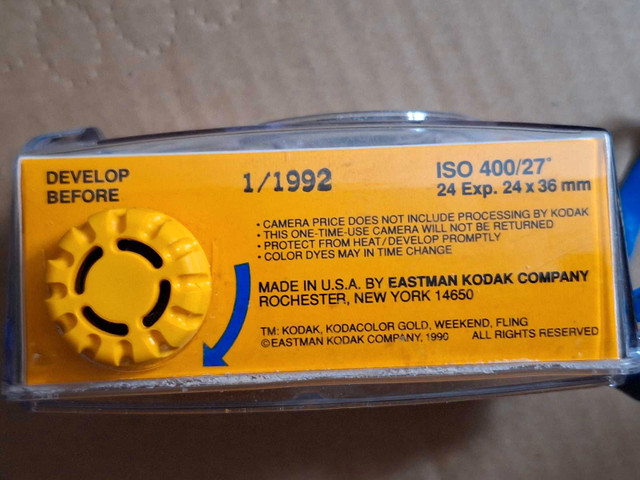 DEVELOP
BEFORE
1/1992
ISO 400/27°
24 Exp. 24 x 36 mm
• CAMERA PRICE DOES NOT INCLUDE PROCESSING BY KODAK
• THIS ONE-TIME-USE CAMERA WILL NOT BE RETURNED
• PROTECT FROM HEAT/DEVELOP PROMPTLY
• COLOR DYES MAY IN TIME CHANGE
MADE IN U.S.A. BY EASTMAN KODAK COMPANY
ROCHESTER, NEW YORK 14650
TM: KODAK, KODACOLOR GOLD, WEEKEND, FLING
©EASTMAN KODAK COMPANY, 1990 ALL RIGHTS RESERVED